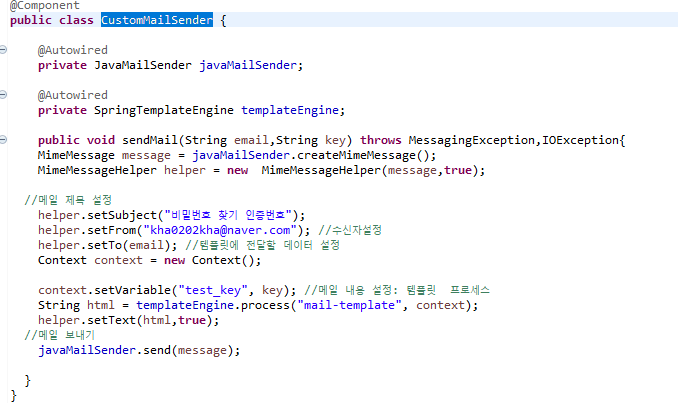 @Component
public class CustomMailSender {
@Autowired
private JavaMailSender javaMailSender;
@Autowired
private SpringTemplateEngine templateEngine;
public void sendMail(String email,String key) throws MessagingException,IOException{
MimeMessage message = javaMailSender.createMimeMessage();
MimeMessageHelper helper = new  MimeMessageHelper(message,true);
//메일 제목 설정
helper.setSubject("비밀번호 찾기 인증번호");
helper.setFrom("kha0202kha@naver.com"); //수신자설정
helper.setTo(email); //템플릿에 전달할 데이터 설정
Context context = new Context();
context.setVariable("test_key", key); //메일 내용 설정: 템플릿  프로세스
String html = templateEngine.process("mail-template", context);
helper.setText(html,true);
//메일 보내기
javaMailSender.send(message);
}
}